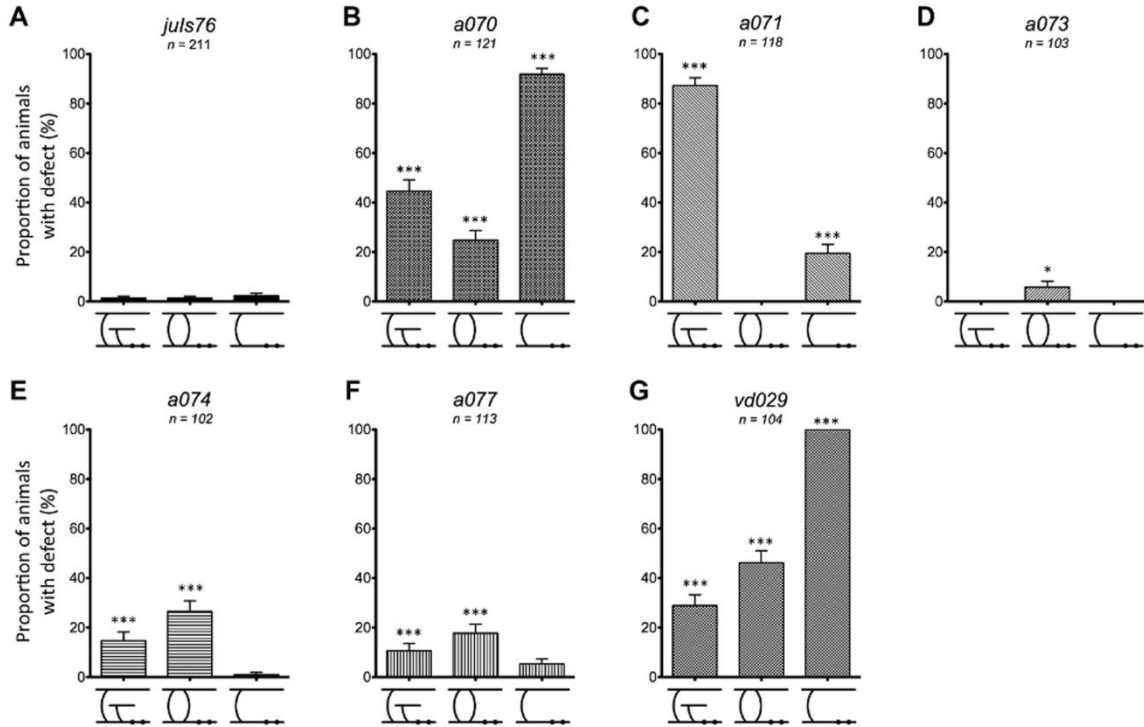 A
juIs76
n = 211
Proportion of animals
with defect (%)
100
80
60
40
20
0
B
a070
n = 121
100
80
60
40
20
0
***
***
***
C
a071
n = 118
100
80
60
40
20
0
***
***
D
a073
n = 103
100
80
60
40
20
0
*
E
a074
n = 102
Proportion of animals
with defect (%)
100
80
60
40
20
0
***
***
F
a077
n = 113
100
80
60
40
20
0
***
***
G
vd029
n = 104
100
80
60
40
20
0
***
***
***